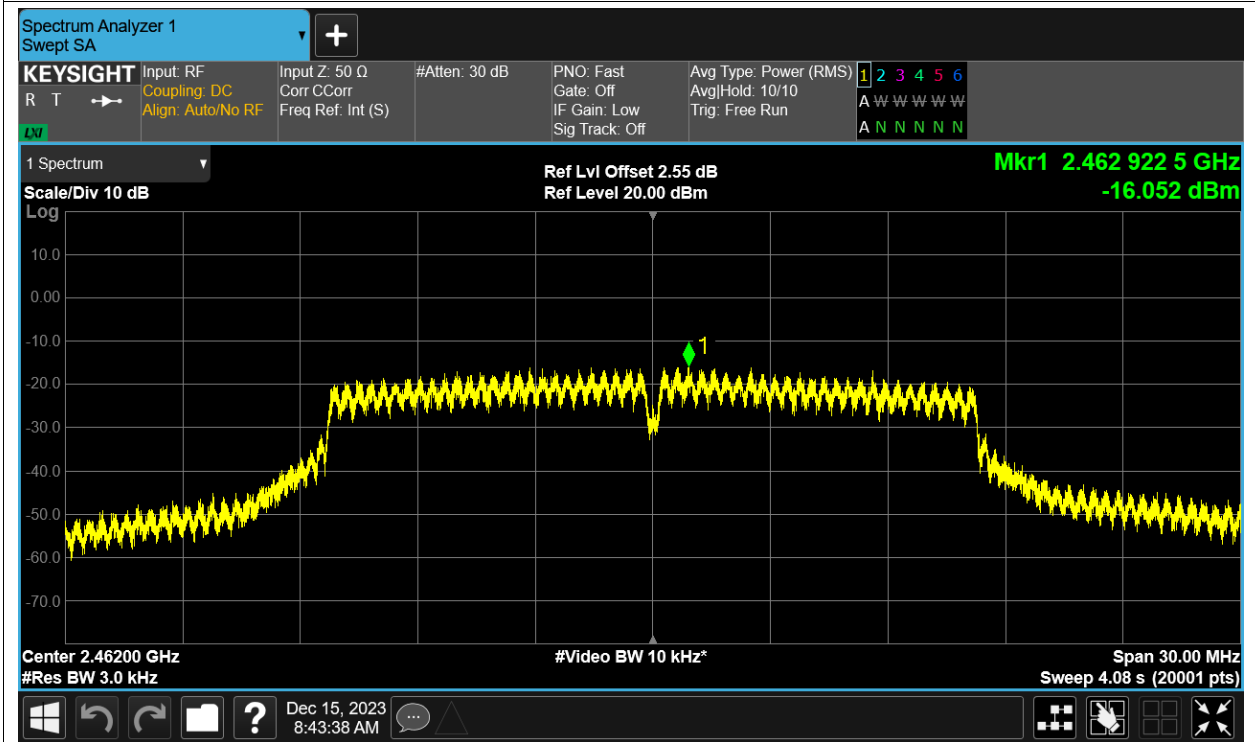 Spectrum Analyzer 1
Swept SA
KEYSIGHT
R T
LXI
Input: RF
Coupling: DC
Align: Auto/No RF
Input Z: 50 Ω
Corr CCorr
Freq Ref: Int (S)
#Atten: 30 dB
PNO: Fast
Gate: Off
IF Gain: Low
Sig Track: Off
Avg Type: Power (RMS)
Avg|Hold: 10/10
Trig: Free Run
1 2 3 4 5 6
A W W W W W
A N N N N N
1 Spectrum
Scale/Div 10 dB
Log
Ref Lvl Offset 2.55 dB
Ref Level 20.00 dBm
Mkr1 2.462 922 5 GHz
-16.052 dBm
10.0
0.00
-10.0
-20.0
-30.0
-40.0
-50.0
-60.0
-70.0
1
Center 2.46200 GHz
#Res BW 3.0 kHz
#Video BW 10 kHz*
Span 30.00 MHz
Sweep 4.08 s (20001 pts)
?
Dec 15, 2023
8:43:38 AM